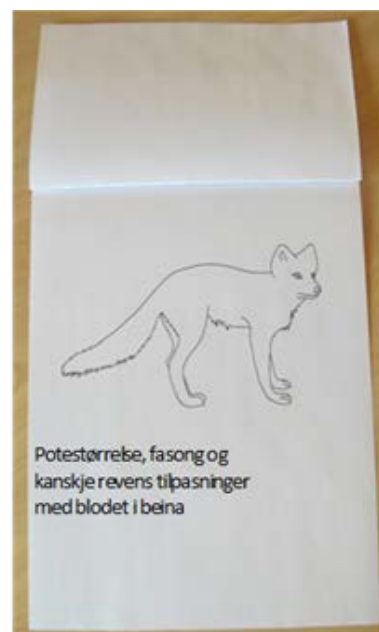 Potestørrelse, fasong og
kanskje revens tilpasninger
med blodet i beina